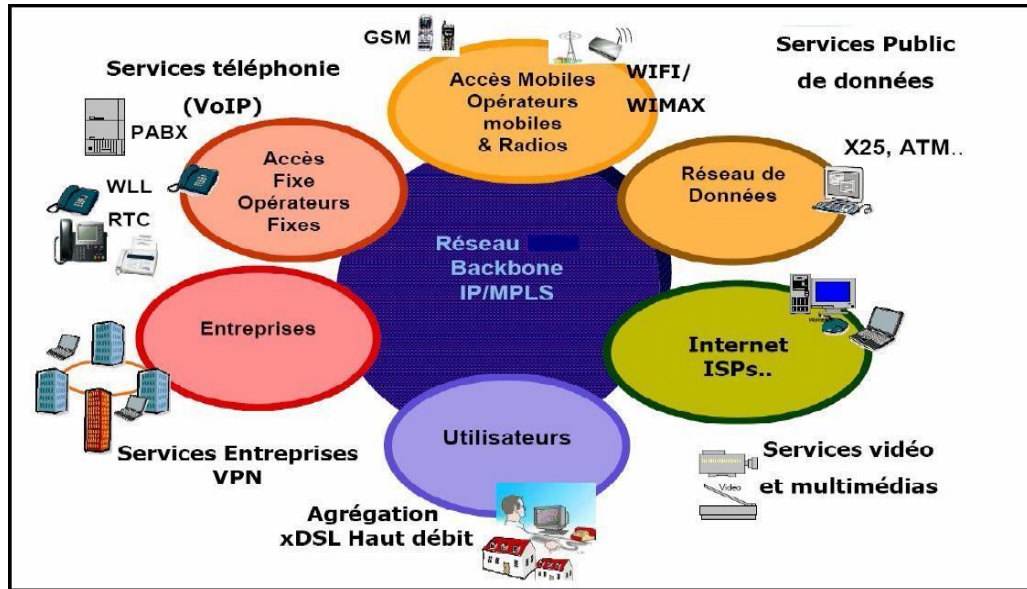 GSM
Services téléphonie
(VoIP)
PABX
WLL
RTC
Accès Mobiles
Opérateurs
mobiles
& Radios
WIFI/
WIMAX
Services Public
de données
X25, ATM..
Accès
Fixe
Opérateurs
Fixes
Réseau de
Données
Réseau
Backbone
IP/MPLS
Entreprises
Internet
ISPs..
Utilisateurs
Services Entreprises
VPN
Agrégation
xDSL Haut débit
Services vidéo
et multimédias
Video